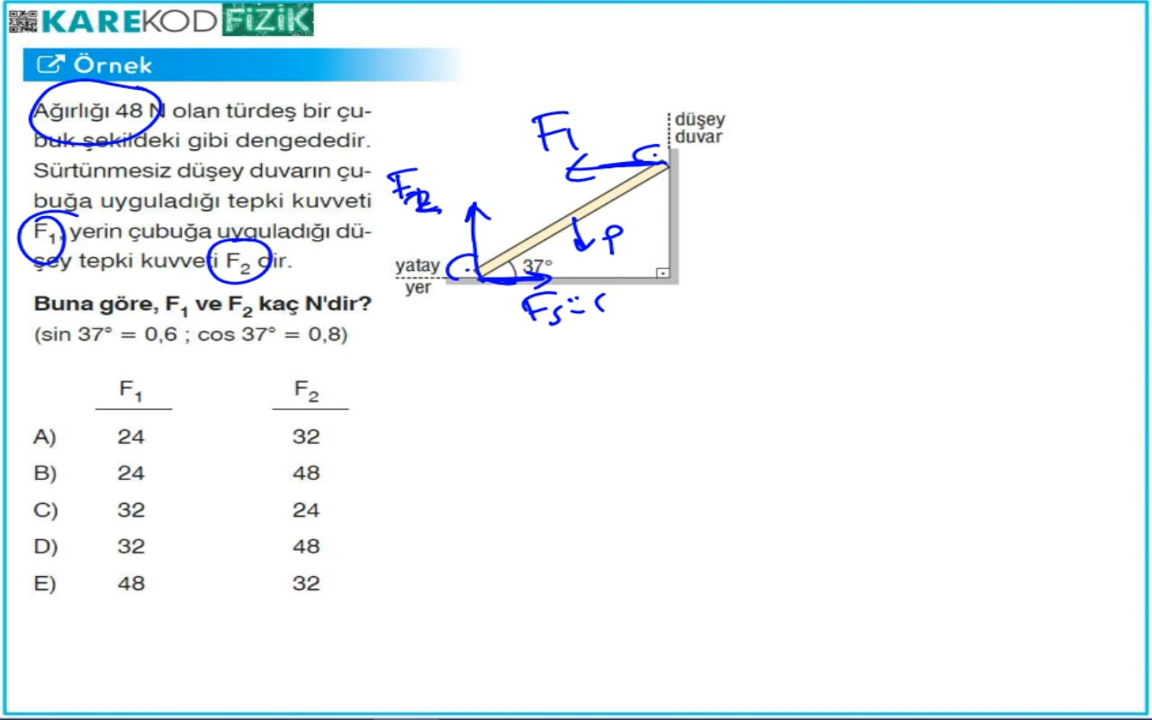 KAREKOD FİZİK
Örnek
Ağırlığı 48 N olan türdeş bir çu-
buk şekildeki gibi dengededir.
Sürtünmesiz düşey duvarın çu-
buğa uyguladığı tepki kuvveti
F₁, yerin çubuğa uyguladığı dü-
şey tepki kuvveti F₂ dir.
Buna göre, F₁ ve F₂ kaç N'dir?
(sin 37° = 0,6 ; cos 37° = 0,8)
F₁ F₂
A) 24 32
B) 24 48
C) 32 24
D) 32 48
E) 48 32
düşey
duvar
F₁
F₂
P
yatay
yer
37°
Fs